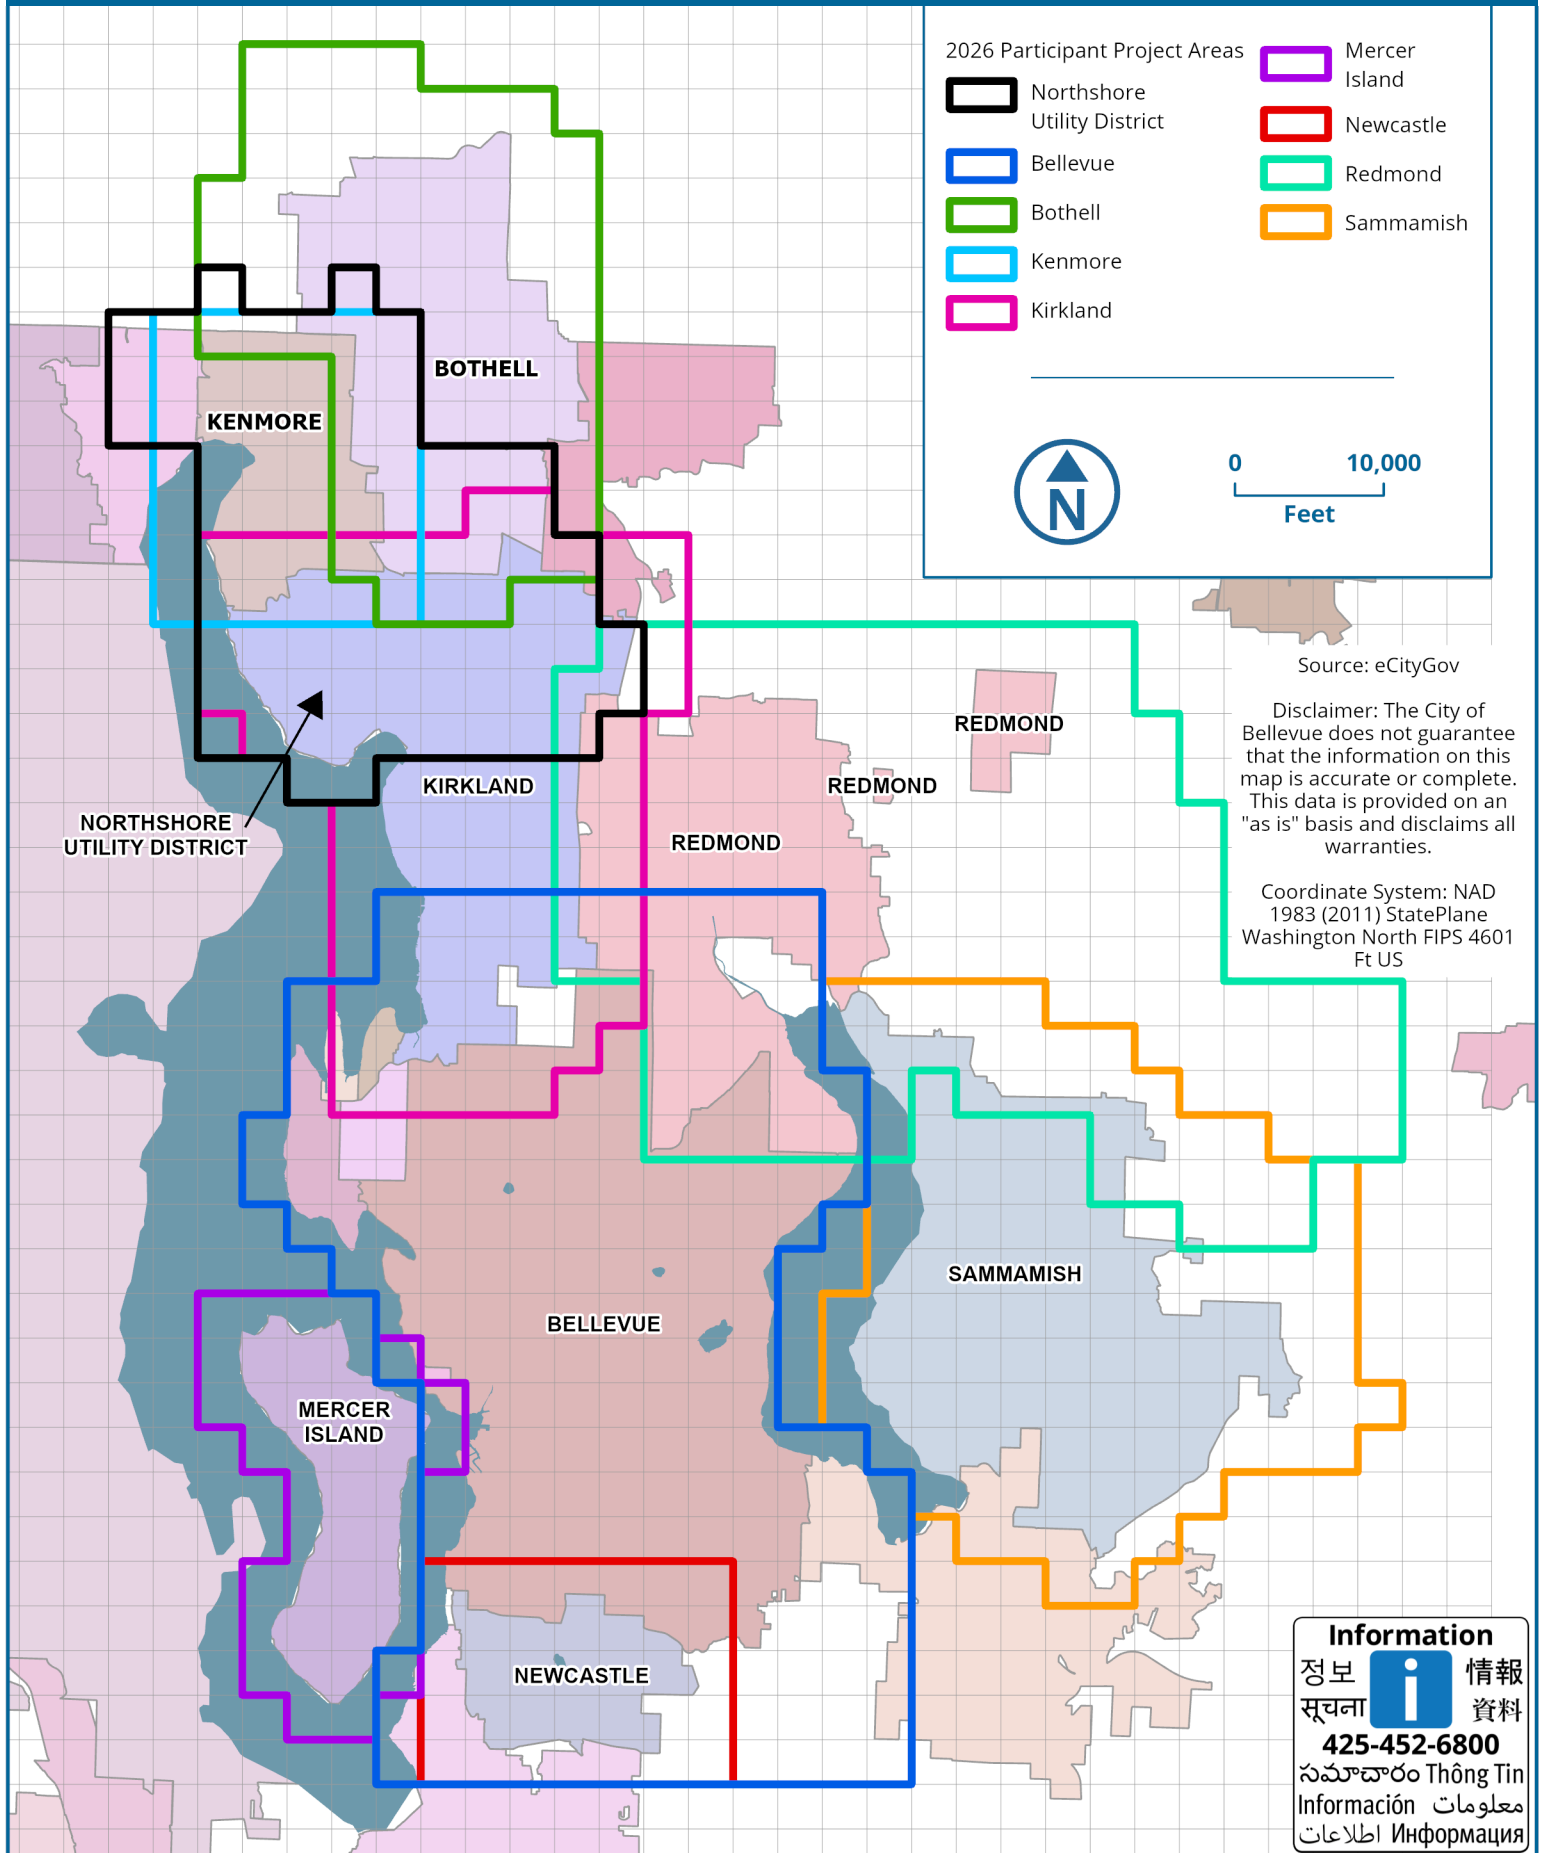 2026 Participant Project Areas
Northshore
Utility District
Bellevue
Bothell
Kenmore
Kirkland
Mercer
Island
Newcastle
Redmond
Sammamish
N
0 10,000
Feet
BOTHELL
KENMORE
Source: eCityGov
Disclaimer: The City of
Bellevue does not guarantee
that the information on this
map is accurate or complete.
This data is provided on an
"as is" basis and disclaims all
warranties.
Coordinate System: NAD
1983 (2011) StatePlane
Washington North FIPS 4601
Ft US
REDMOND
REDMOND
KIRKLAND
NORTHSHORE
UTILITY DISTRICT
REDMOND
SAMMAMISH
BELLEVUE
MERCER
ISLAND
NEWCASTLE
Information
정보 情報
सूचना 資料
i
425-452-6800
సమాచారం Thông Tin
Información معلومات
اطلاعات Информация